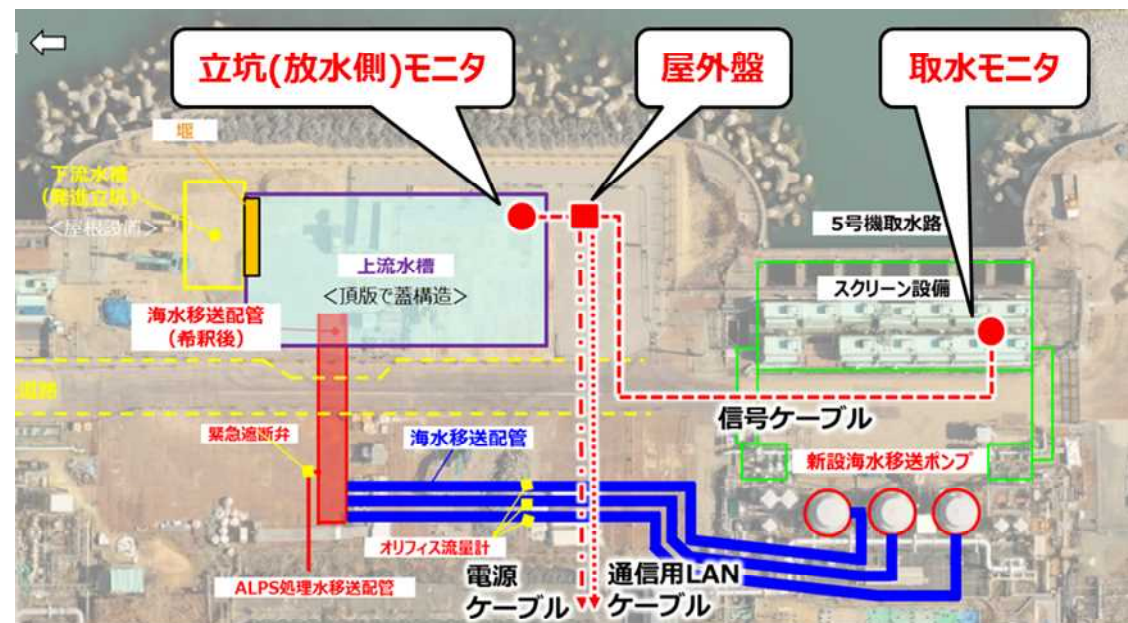 立坑(放水側)モニタ
屋外盤
取水モニタ
堰
下流水槽
(発進立坑)
<屋根設置>
5号機取水路
上流水槽
<頂版で蓋構造>
スクリーン設備
海水移送配管
(希釈後)
道路
信号ケーブル
緊急遮断弁
海水移送配管
新設海水移送ポンプ
オリフィス流量計
電源
ケーブル
通信用LAN
ケーブル
ALPS処理水移送配管